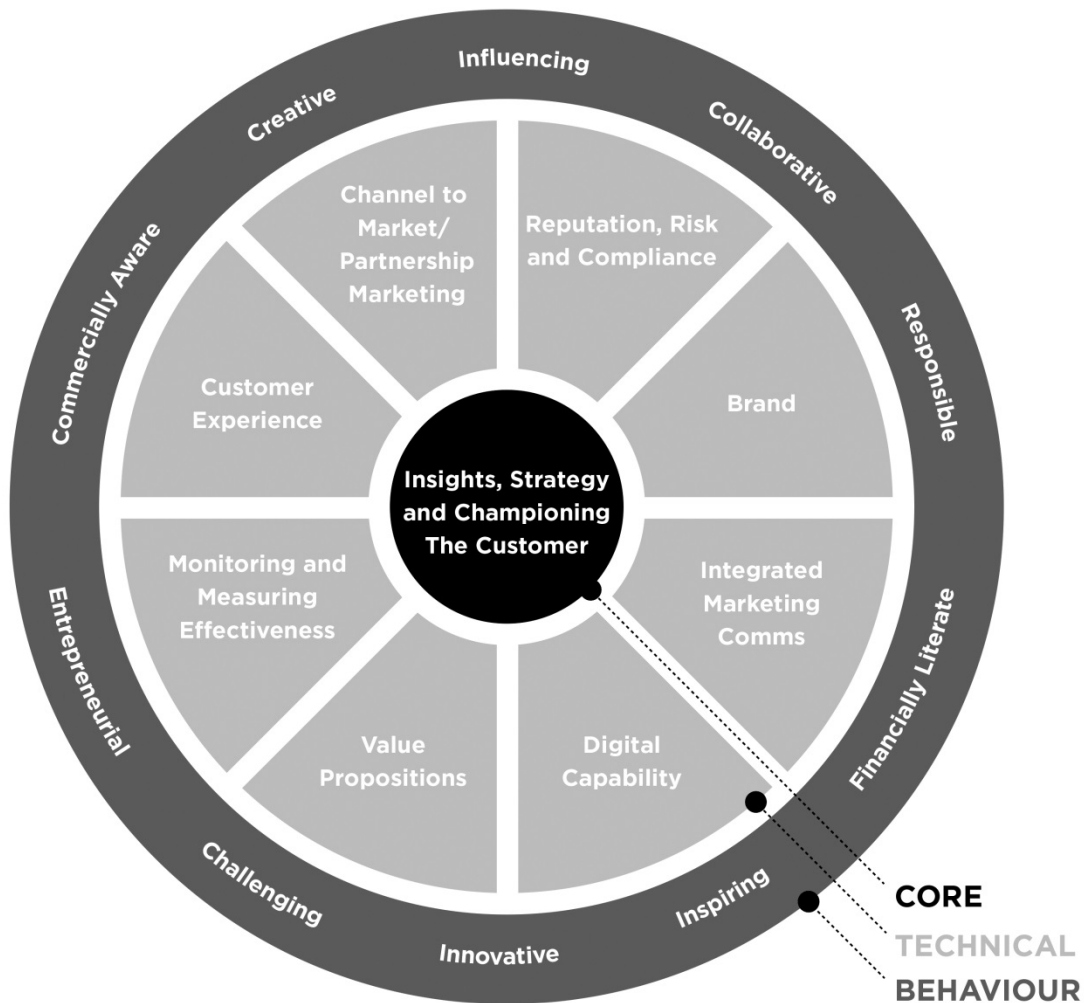 Influencing
Collaborative
Responsible
Financially Literate
Inspiring
Innovative
Challenging
Entrepreneurial
Commercially Aware
Creative
Channel to
Market/
Partnership
Marketing
Reputation, Risk
and Compliance
Brand
Integrated
Marketing
Comms
Digital
Capability
Value
Propositions
Monitoring and
Measuring
Effectiveness
Customer
Experience
Insights, Strategy
and Championing
The Customer
CORE
TECHNICAL
BEHAVIOUR